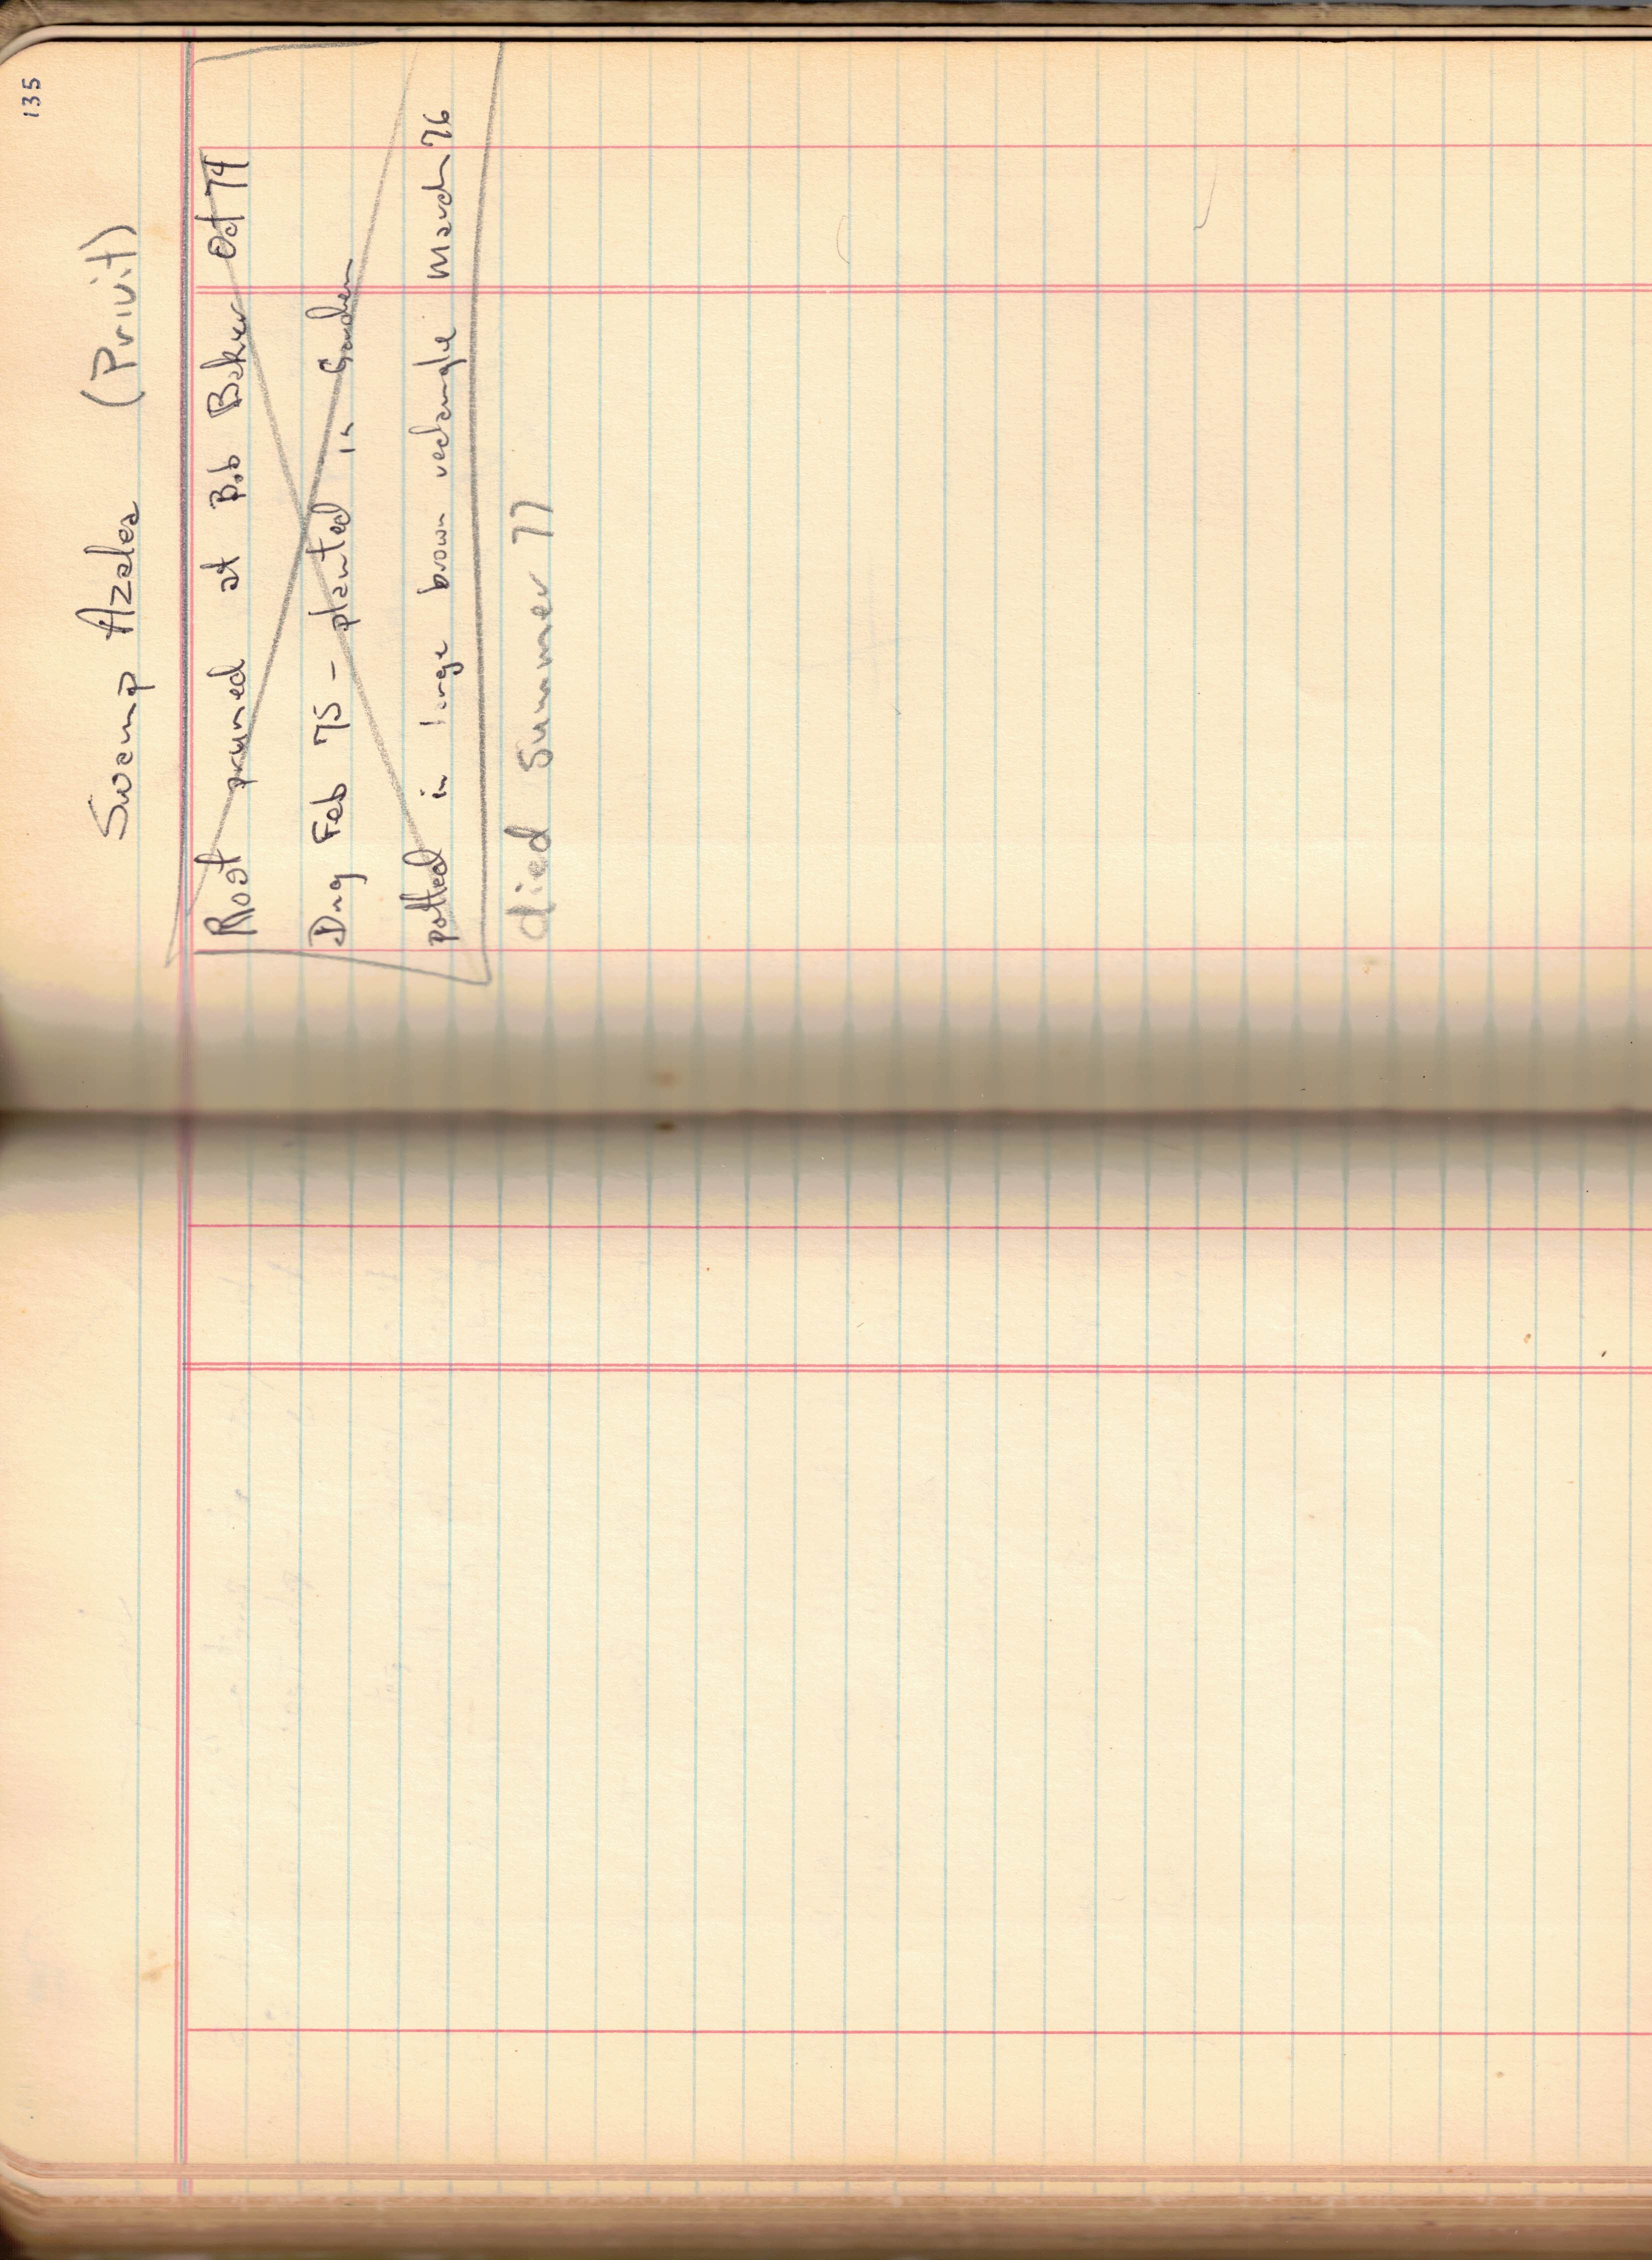 135
Swamp Azalea (Privit)
Root pruned at Bob Baker Oct 74
Dug Feb 75 - planted in Garden
potted in large brown rectangle March 76
died summer 77